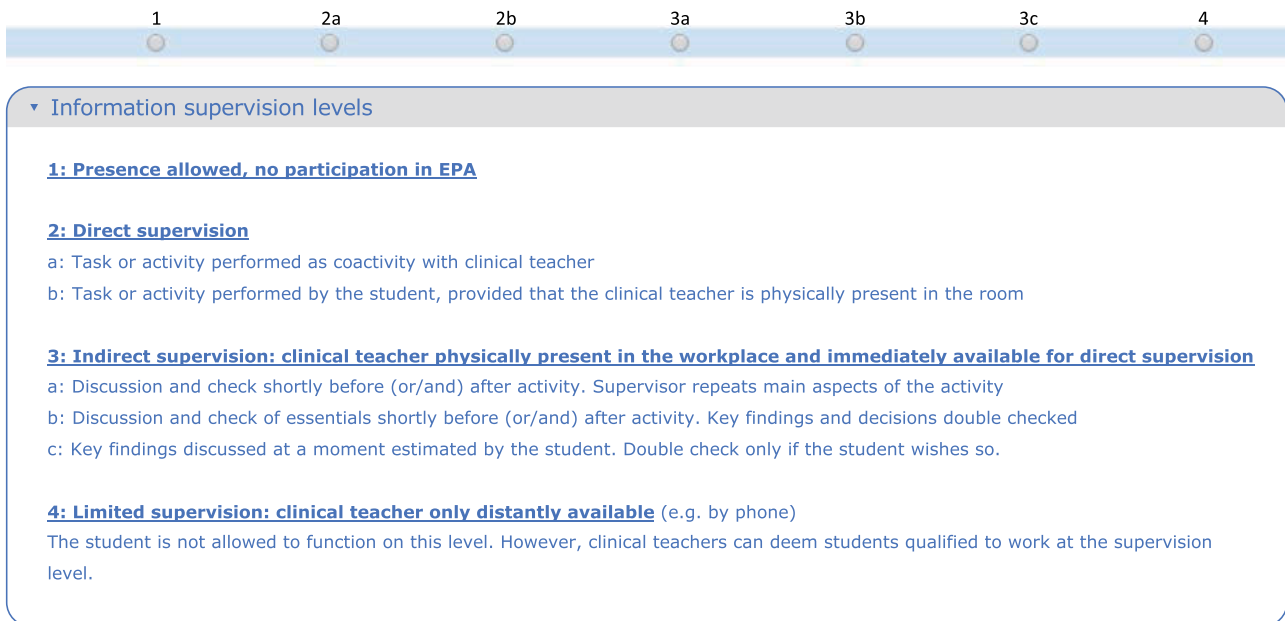 1 2a 2b 3a 3b 3c 4
Information supervision levels
1: Presence allowed, no participation in EPA
2: Direct supervision
a: Task or activity performed as coactivity with clinical teacher
b: Task or activity performed by the student, provided that the clinical teacher is physically present in the room
3: Indirect supervision: clinical teacher physically present in the workplace and immediately available for direct supervision
a: Discussion and check shortly before (or/and) after activity. Supervisor repeats main aspects of the activity
b: Discussion and check of essentials shortly before (or/and) after activity. Key findings and decisions double checked
c: Key findings discussed at a moment estimated by the student. Double check only if the student wishes so.
4: Limited supervision: clinical teacher only distantly available (e.g. by phone)
The student is not allowed to function on this level. However, clinical teachers can deem students qualified to work at the supervision
level.